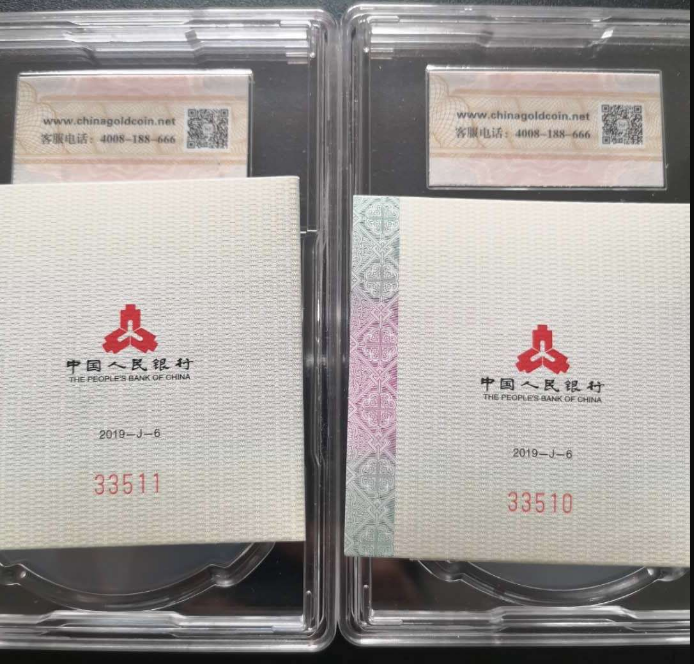 www.chinagoldcoin.net
客服电话：4008-188-666
中国人民银行
THE PEOPLE'S BANK OF CHINA
2019—J—6
33511
www.chinagoldcoin.net
客服电话：4008-188-666
中国人民银行
THE PEOPLE'S BANK OF CHINA
2019—J—6
33510